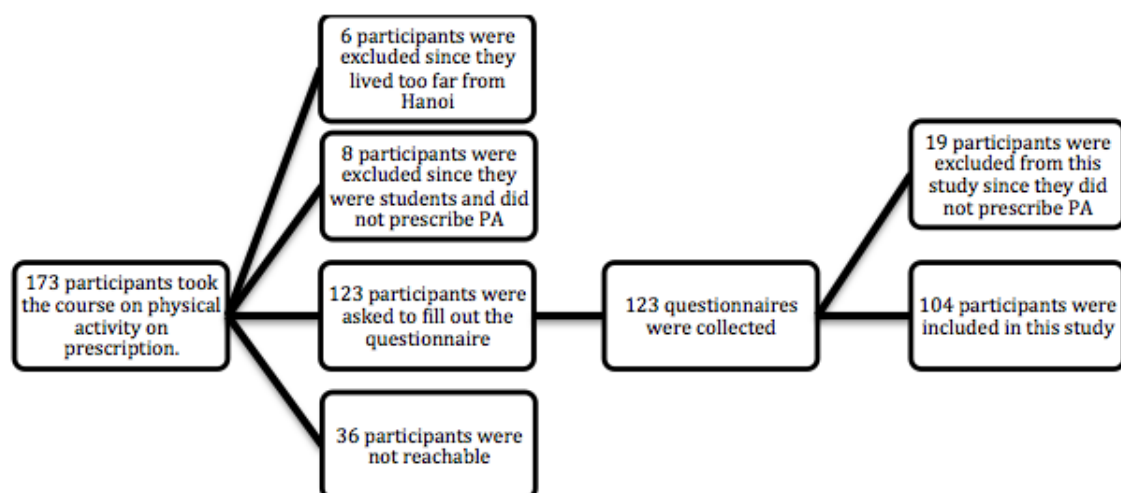 6 participants were
excluded since they
lived too far from
Hanoi
8 participants were
excluded since they
were students and did
not prescribe PA
173 participants took
the course on physical
activity on
prescription.
123 participants were
asked to fill out the
questionnaire
36 participants were
not reachable
123 questionnaires
were collected
19 participants were
excluded from this
study since they did
not prescribe PA
104 participants were
included in this study